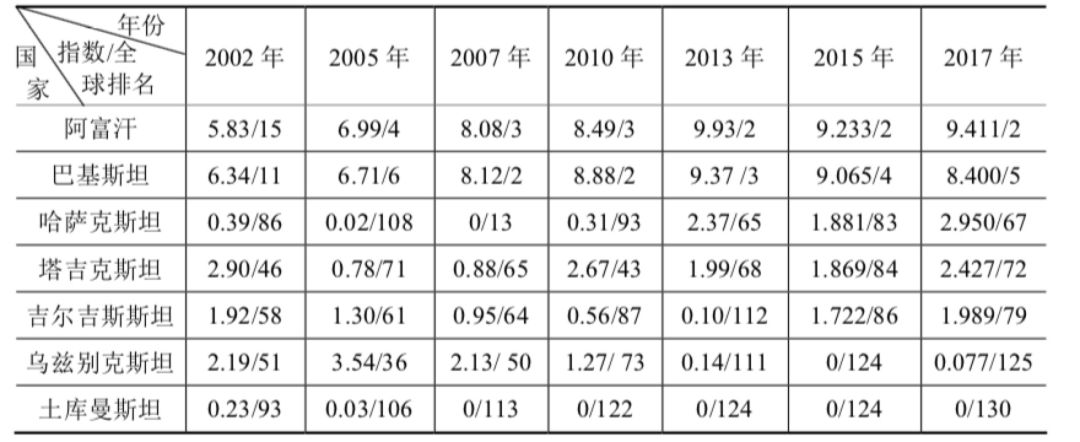 年份
指数/全
球排名
国
家
2002 年 2005 年 2007 年 2010 年 2013 年 2015 年 2017 年
阿富汗 5.83/15 6.99/4 8.08/3 8.49/3 9.93/2 9.233/2 9.411/2
巴基斯坦 6.34/11 6.71/6 8.12/2 8.88/2 9.37 /3 9.065/4 8.400/5
哈萨克斯坦 0.39/86 0.02/108 0/13 0.31/93 2.37/65 1.881/83 2.950/67
塔吉克斯坦 2.90/46 0.78/71 0.88/65 2.67/43 1.99/68 1.869/84 2.427/72
吉尔吉斯斯坦 1.92/58 1.30/61 0.95/64 0.56/87 0.10/112 1.722/86 1.989/79
乌兹别克斯坦 2.19/51 3.54/36 2.13/ 50 1.27/ 73 0.14/111 0/124 0.077/125
土库曼斯坦 0.23/93 0.03/106 0/113 0/122 0/124 0/124 0/130